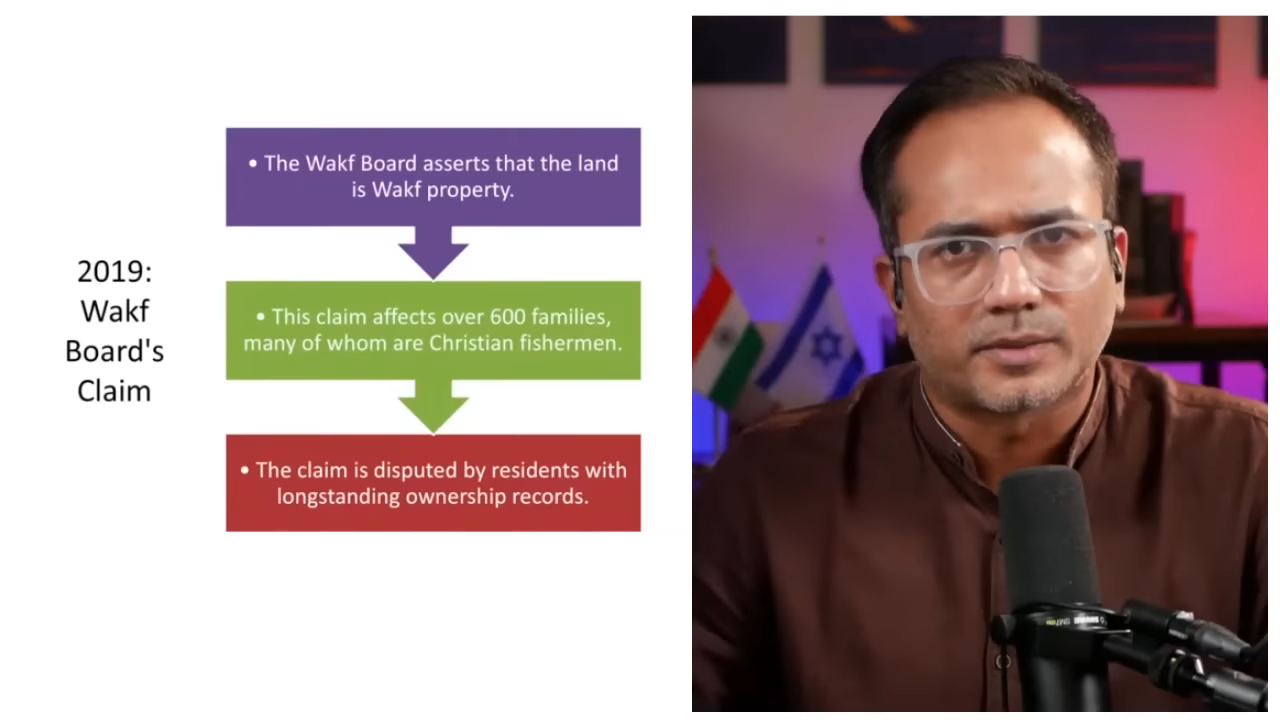 2019:
Wakf
Board's
Claim
• The Wakf Board asserts that the land
is Wakf property.
• This claim affects over 600 families,
many of whom are Christian fishermen.
• The claim is disputed by residents with
longstanding ownership records.